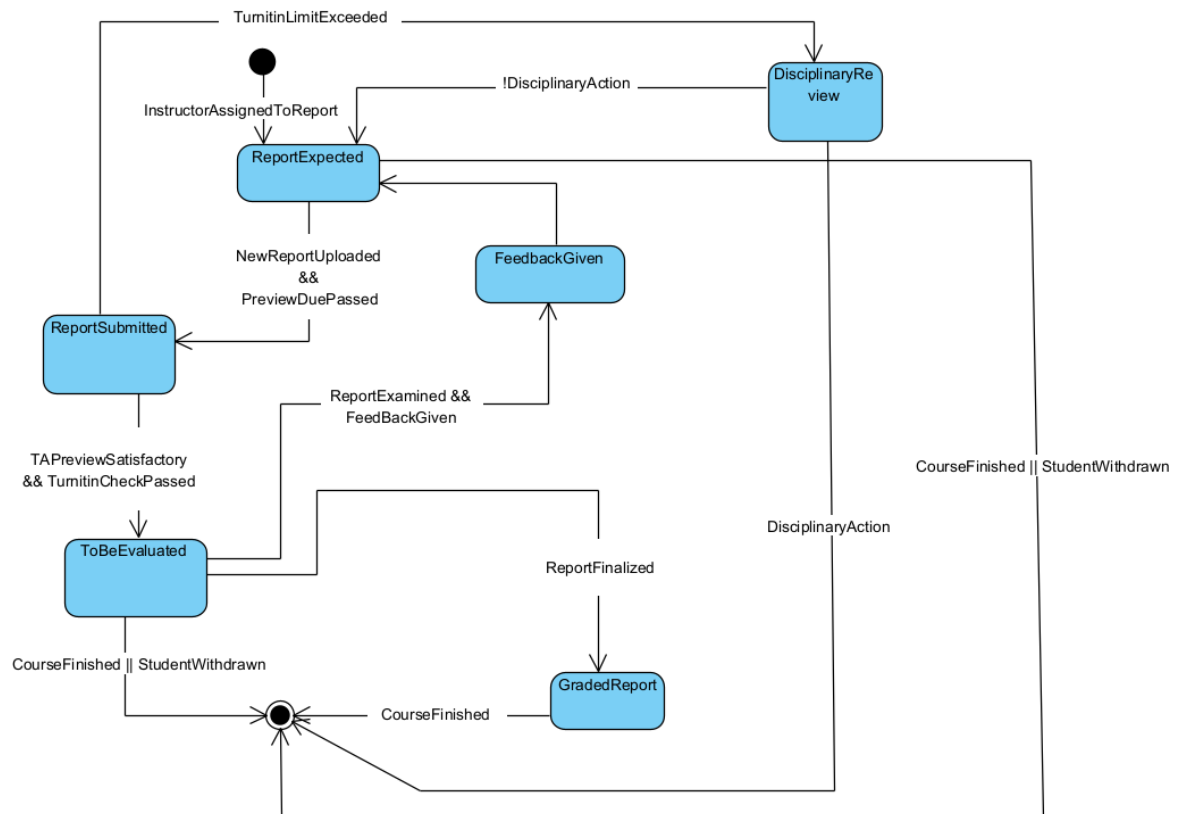 TurnitinLimitExceeded
DisciplinaryRe
view
!DisciplinaryAction
InstructorAssignedToReport
ReportExpected
NewReportUploaded
&&
PreviewDuePassed
FeedbackGiven
ReportSubmitted
ReportExamined &&
FeedBackGiven
TAPreviewSatisfactory
&& TurnitinCheckPassed
CourseFinished || StudentWithdrawn
DisciplinaryAction
ToBeEvaluated
ReportFinalized
CourseFinished || StudentWithdrawn
GradedReport
CourseFinished